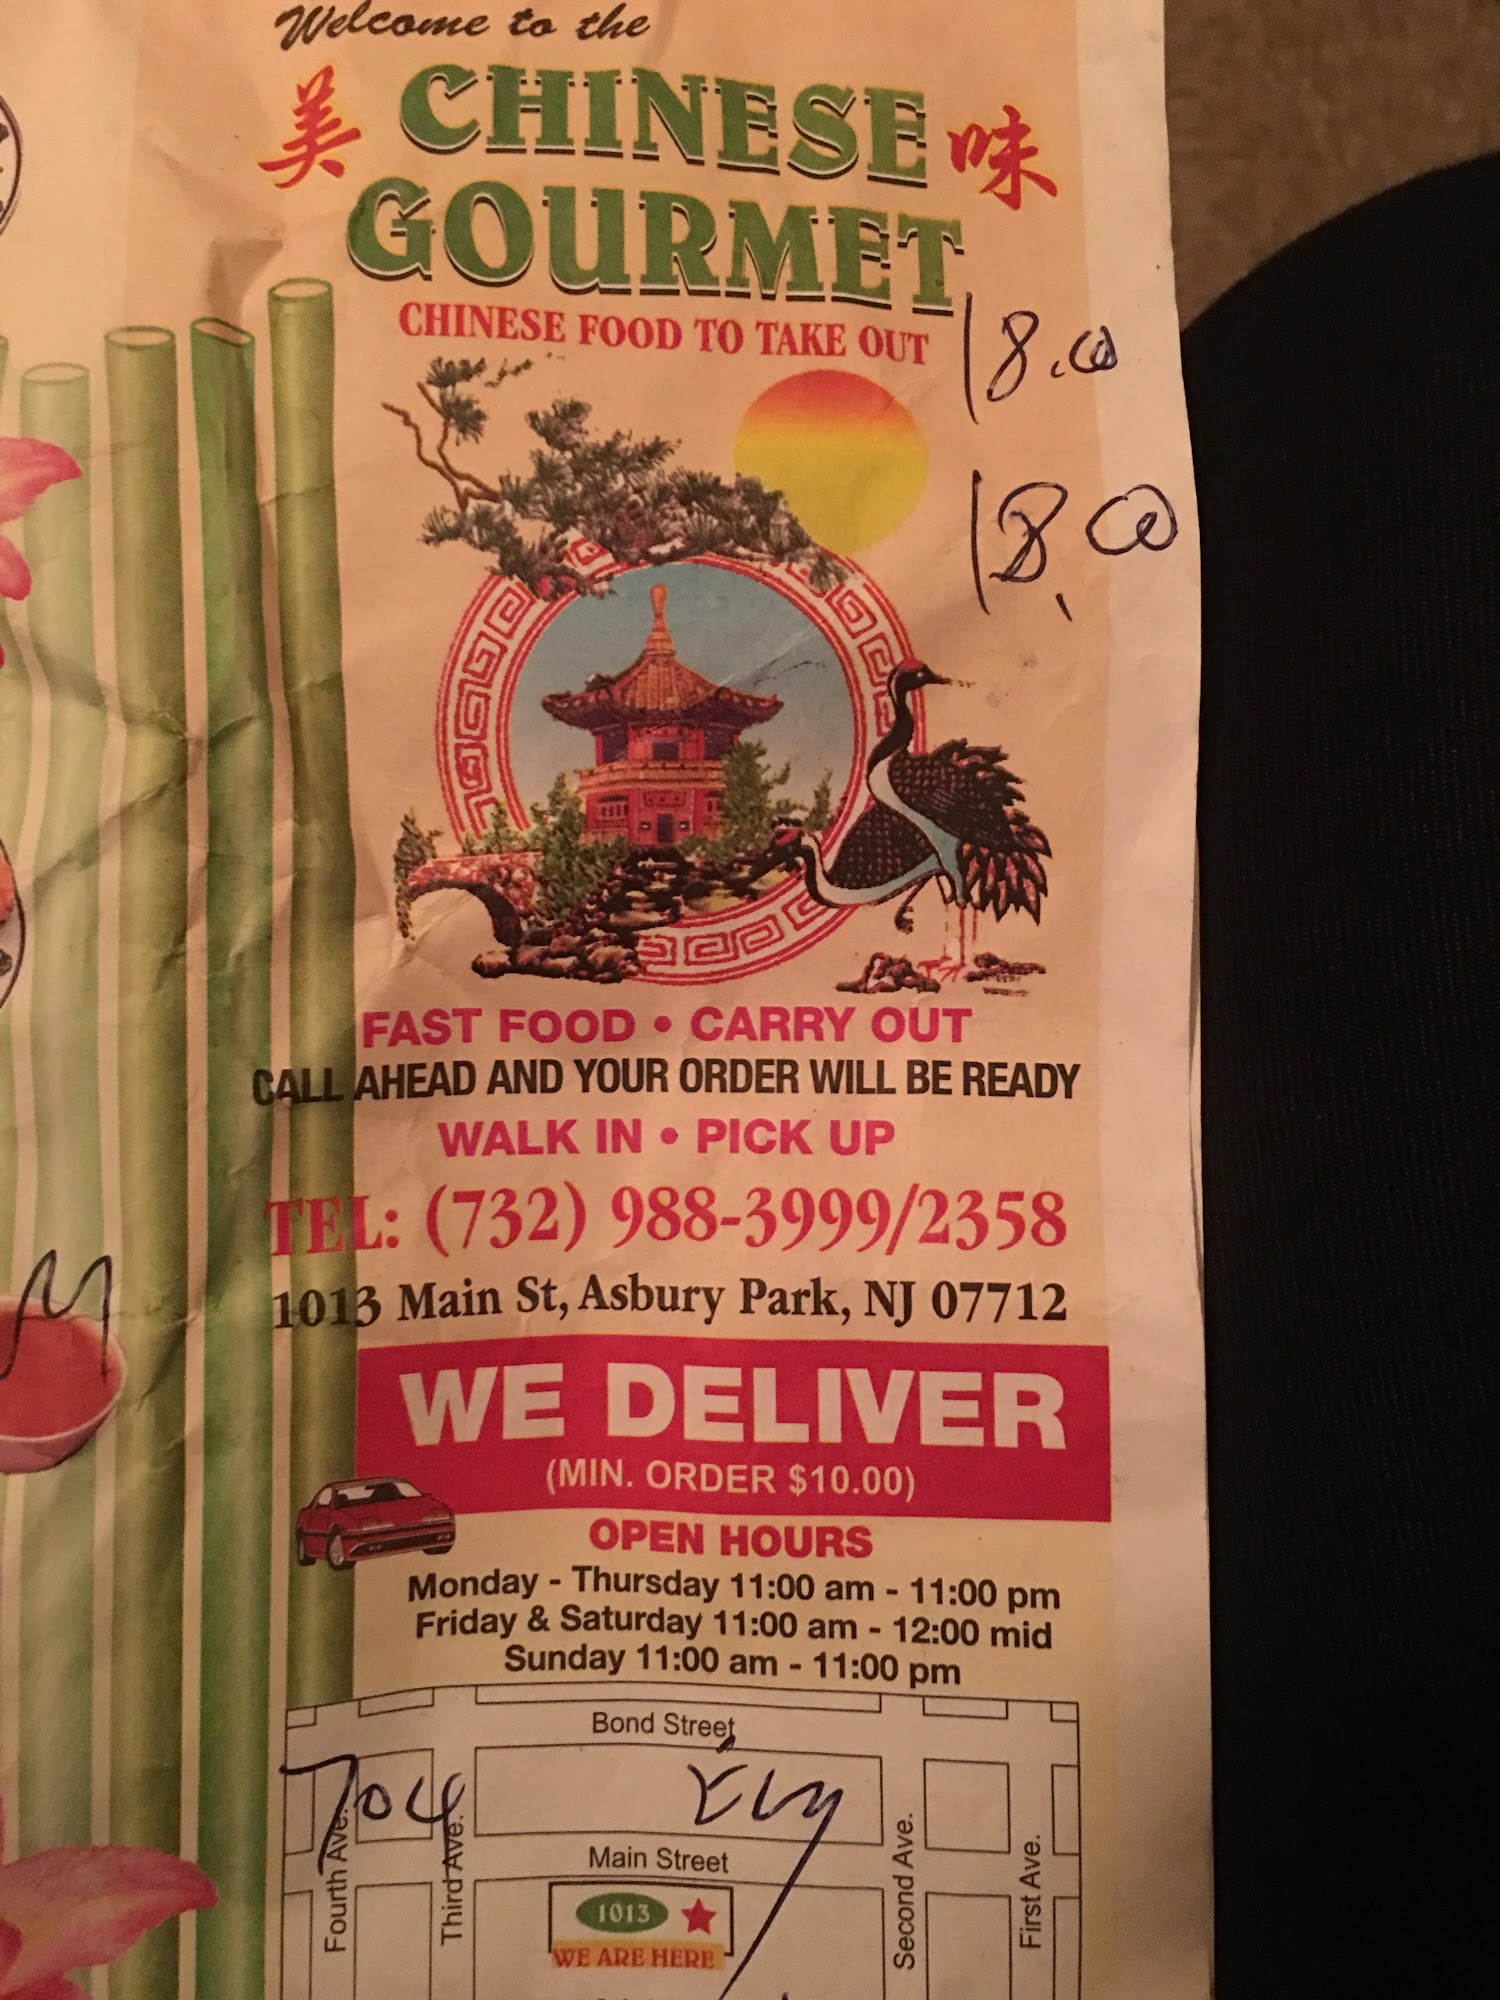 Welcome to the
美 CHINESE 味
GOURMET
CHINESE FOOD TO TAKE OUT
18.00
18.00
FAST FOOD • CARRY OUT
CALL AHEAD AND YOUR ORDER WILL BE READY
WALK IN • PICK UP
TEL: (732) 988-3999/2358
1013 Main St, Asbury Park, NJ 07712
WE DELIVER
(MIN. ORDER $10.00)
OPEN HOURS
Monday - Thursday 11:00 am - 11:00 pm
Friday & Saturday 11:00 am - 12:00 mid
Sunday 11:00 am - 11:00 pm
Bond Street
704
Main Street
Fourth Ave.
Third Ave.
Second Ave.
First Ave.
1013
WE ARE HERE